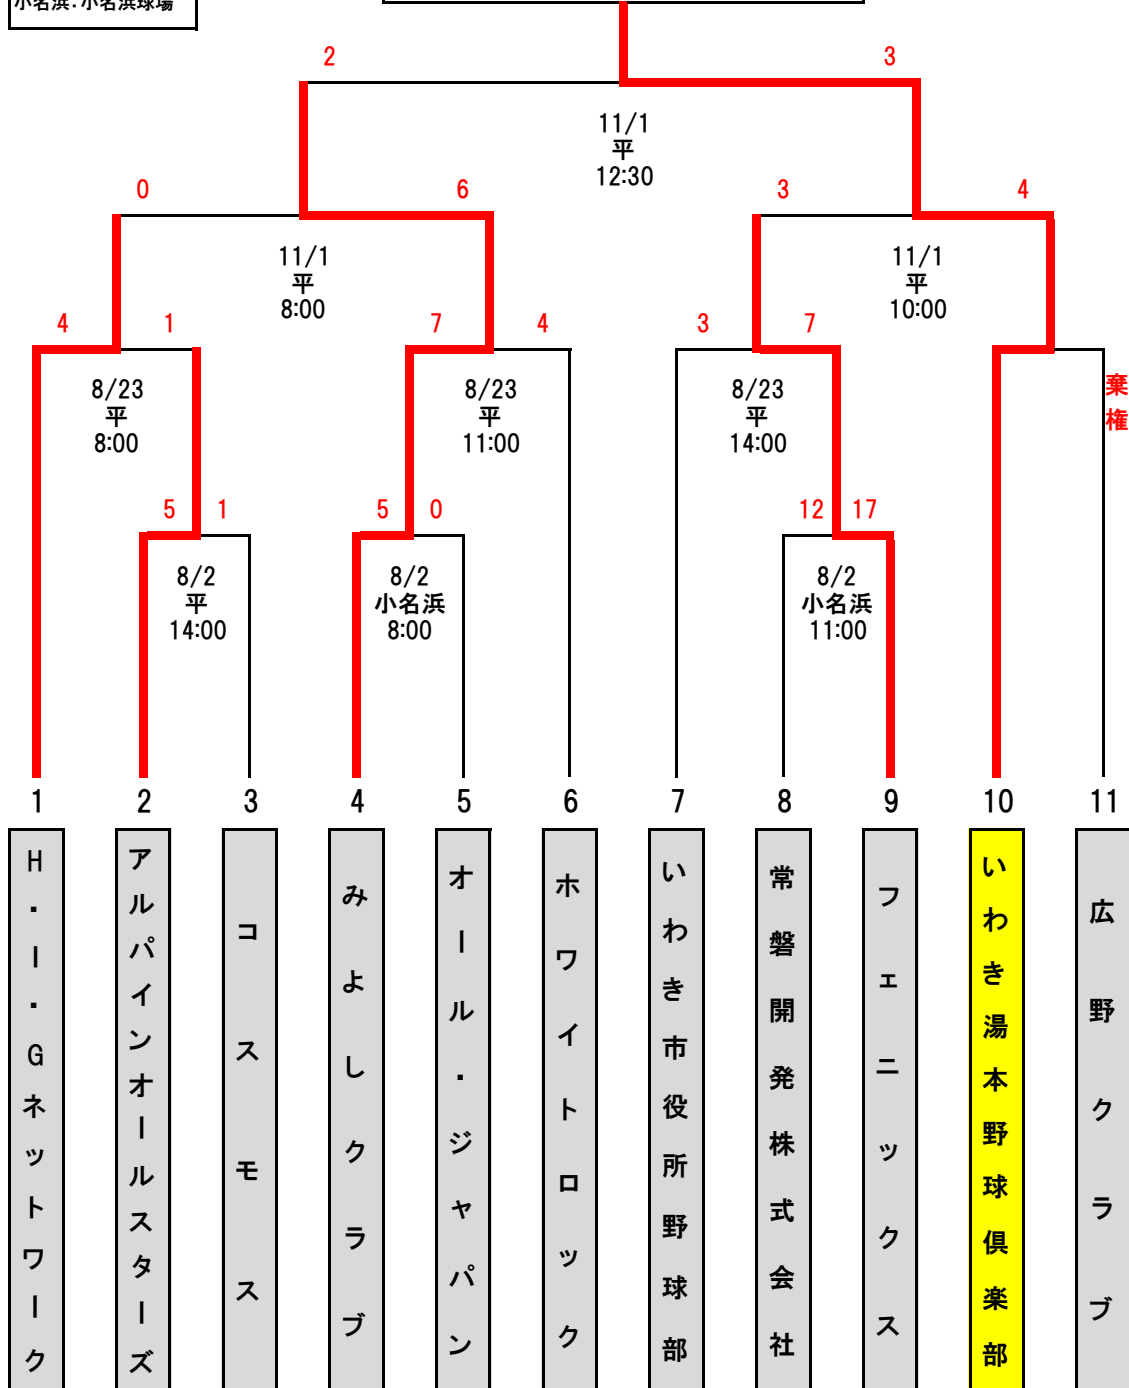 小名浜：小名浜球場
2 3
11/1
平
12:30
0 6 3 4
11/1
平
8:00
11/1
平
10:00
4 1 7 4 3 7
棄権
8/23
平
8:00
8/23
平
11:00
8/23
平
14:00
5 1 5 0 12 17
8/2
平
14:00
8/2
小名浜
8:00
8/2
小名浜
11:00
1 2 3 4 5 6 7 8 9 10 11
H・I・Gネットワーク
アルパインオールスターズ
コスモス
みよしクラブ
オール・ジャパン
ホワイトロック
いわき市役所野球部
常磐開発株式会社
フェニックス
いわき湯本野球倶楽部
広野クラブ